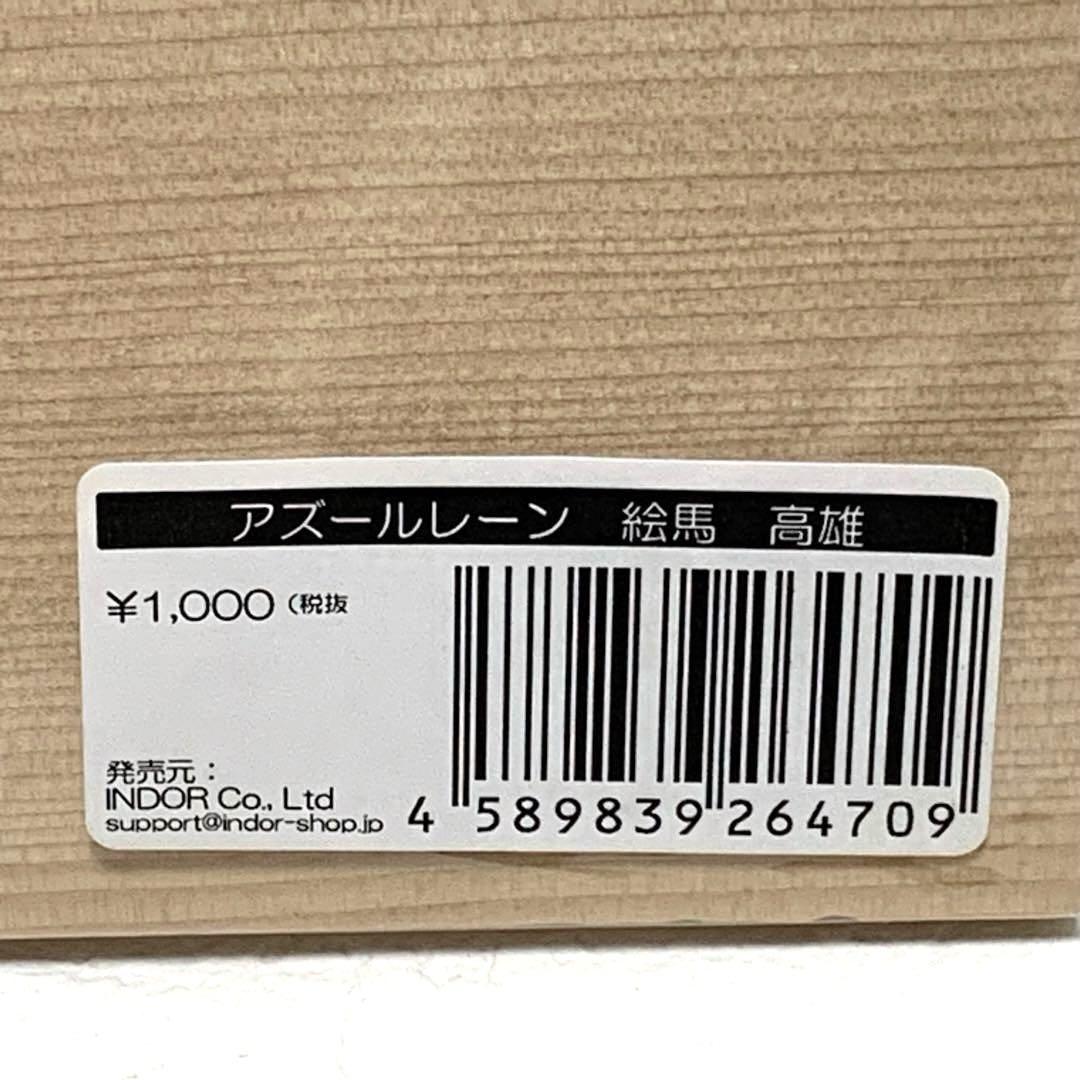 アズールレーン　絵馬　高雄
¥1,000（税抜
発売元：
INDOR Co., Ltd
support@indor-shop.jp
4 589839 264709